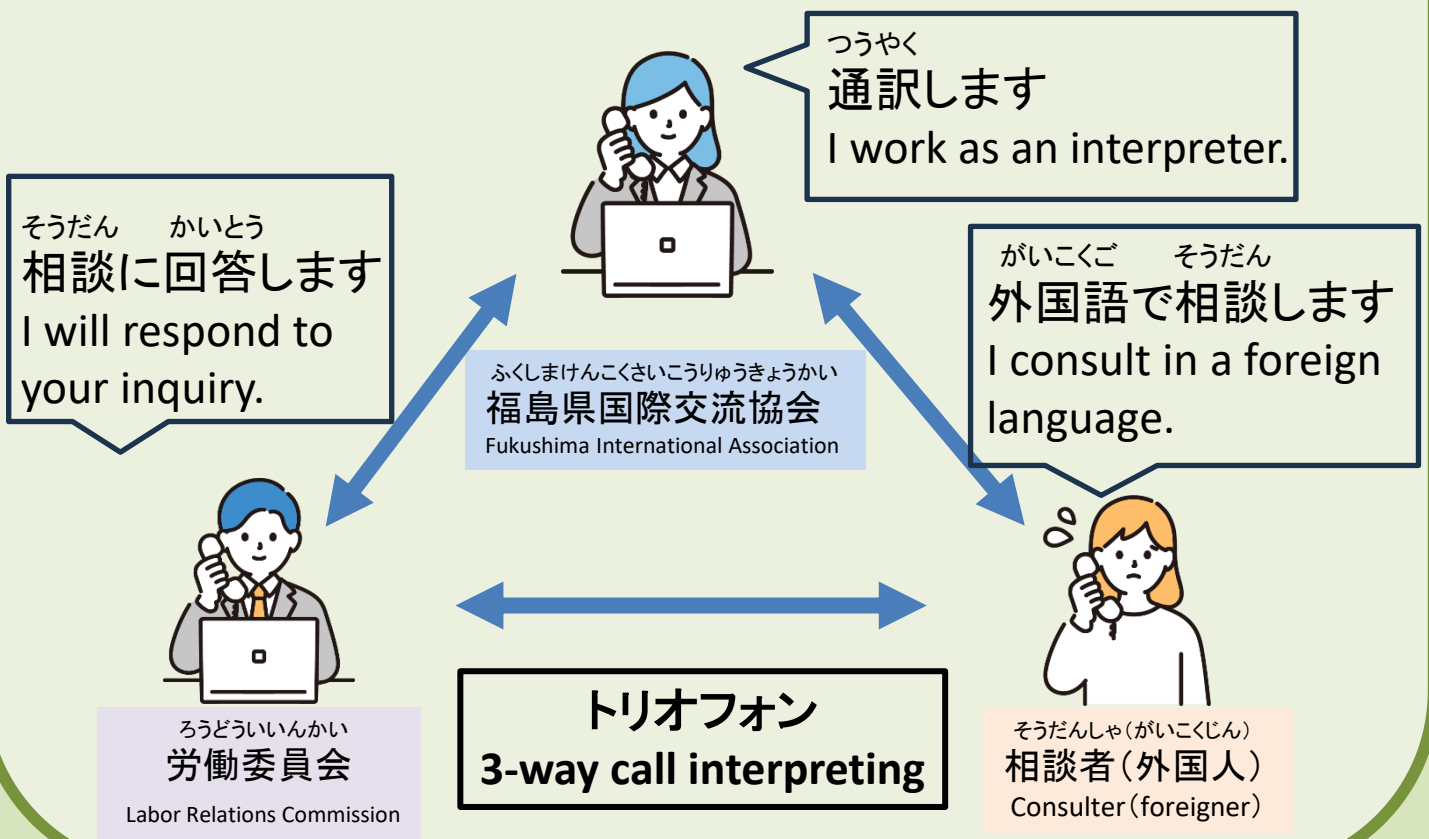 つうやく
通訳します
I work as an interpreter.
そうだん かいとう
相談に回答します
I will respond to
your inquiry.
がいこくご そうだん
外国語で相談します
I consult in a foreign
language.
ふくしまけんこくさいこうりゅうきょうかい
福島県国際交流協会
Fukushima International Association
ろうどういいんかい
労働委員会
Labor Relations Commission
トリオフォン
3-way call interpreting
そうだんしゃ（がいこくじん）
相談者（外国人）
Consulter（foreigner）